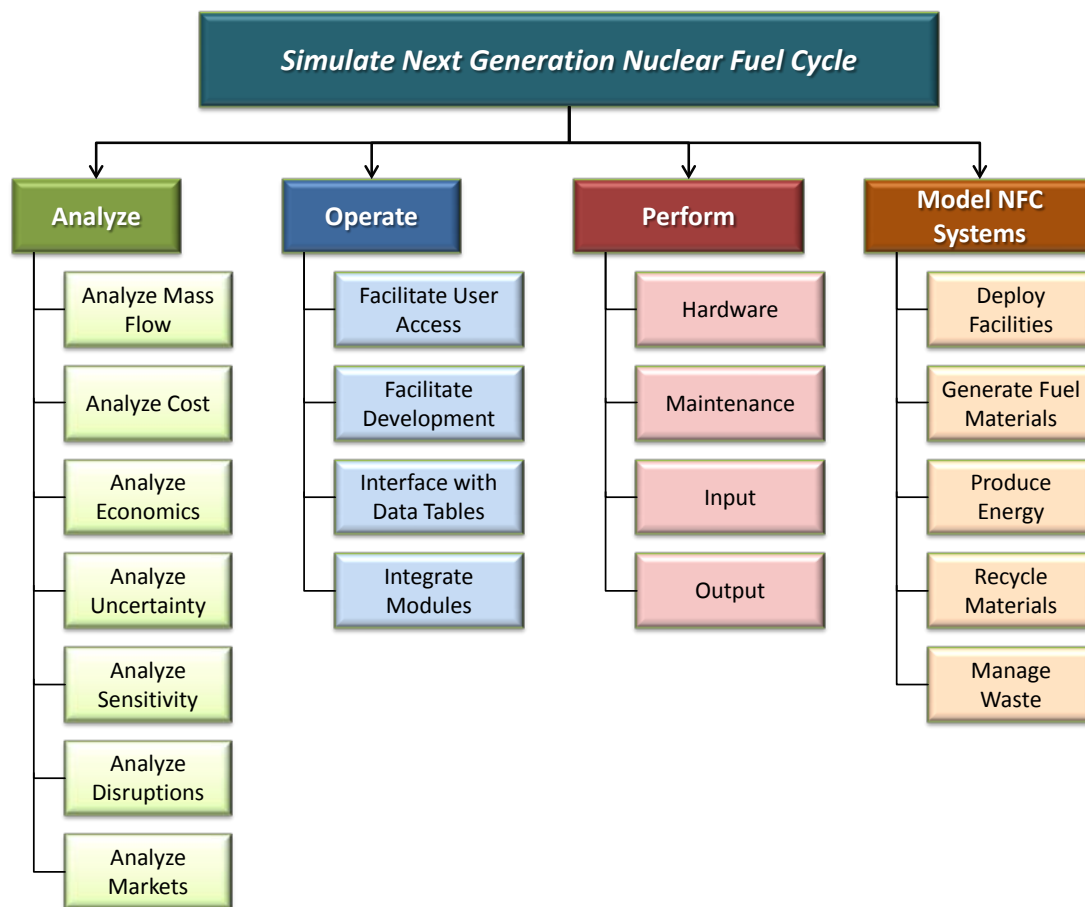 Simulate Next Generation Nuclear Fuel Cycle
Analyze
Analyze Mass
Flow
Analyze Cost
Analyze
Economics
Analyze
Uncertainty
Analyze
Sensitivity
Analyze
Disruptions
Analyze
Markets
Operate
Facilitate User
Access
Facilitate
Development
Interface with
Data Tables
Integrate
Modules
Perform
Hardware
Maintenance
Input
Output
Model NFC
Systems
Deploy
Facilities
Generate Fuel
Materials
Produce
Energy
Recycle
Materials
Manage
Waste